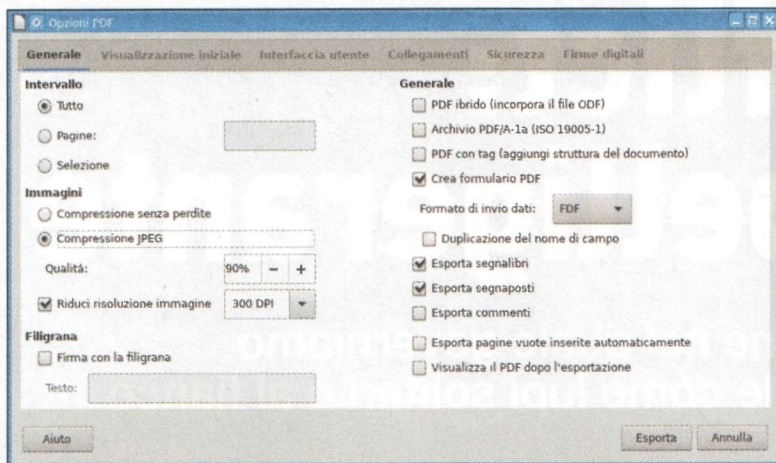 Opzioni PDF
Generale Visualizzazione iniziale Interfaccia utente Collegamenti Sicurezza Firme digitali
Intervallo
Tutto
Pagine:
Selezione
Immagini
Compressione senza perdite
Compressione JPEG
Qualità: 90% − +
Riduci risoluzione immagine 300 DPI
Filigrana
Firma con la filigrana
Testo:
Generale
PDF ibrido (incorpora il file ODF)
Archivio PDF/A-1a (ISO 19005-1)
PDF con tag (aggiungi struttura del documento)
Crea formulario PDF
Formato di invio dati: FDF
Duplicazione del nome di campo
Esporta segnalibri
Esporta segnaposti
Esporta commenti
Esporta pagine vuote inserite automaticamente
Visualizza il PDF dopo l'esportazione
Aiuto Esporta Annulla